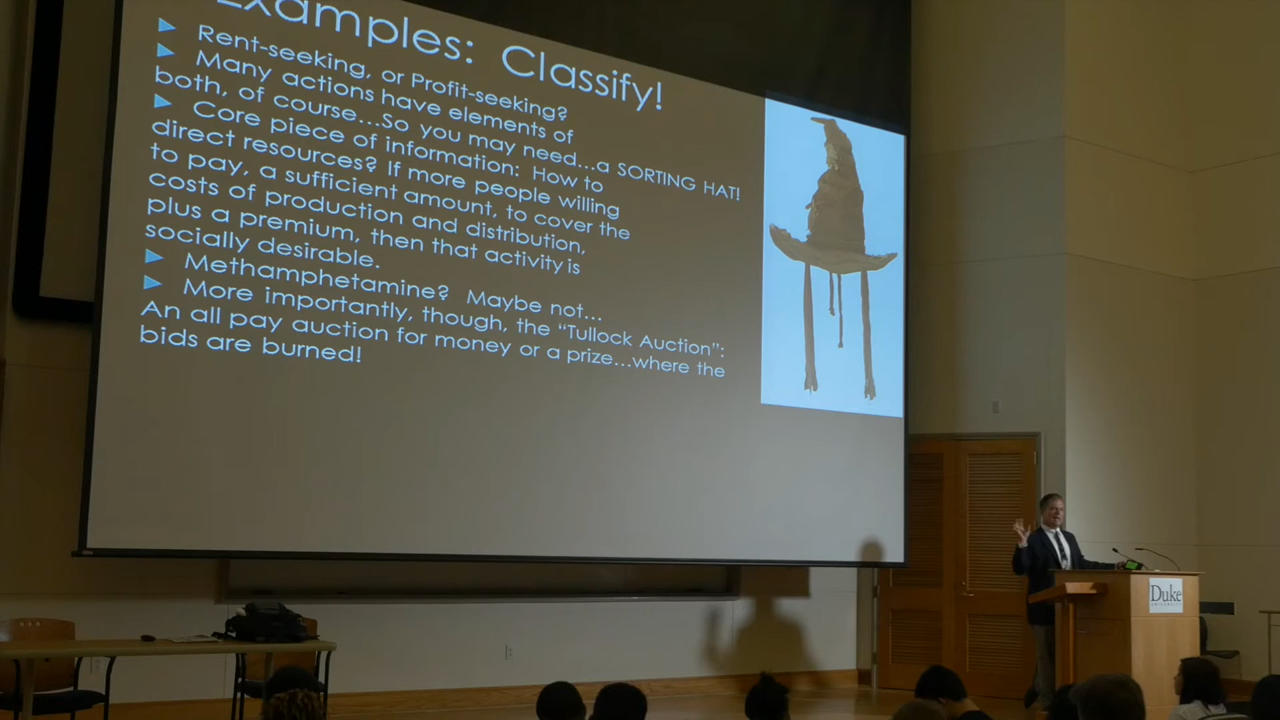 Examples: Classify!
Rent-seeking, or Profit-seeking?
Many actions have elements of
both, of course...So you may need...a SORTING HAT!
Core piece of information: How to
direct resources? If more people willing
to pay, a sufficient amount, to cover the
costs of production and distribution,
plus a premium, then that activity is
socially desirable.
Methamphetamine? Maybe not...
More importantly, though, the “Tullock Auction”:
An all pay auction for money or a prize...where the
bids are burned!
Duke
UNIVERSITY